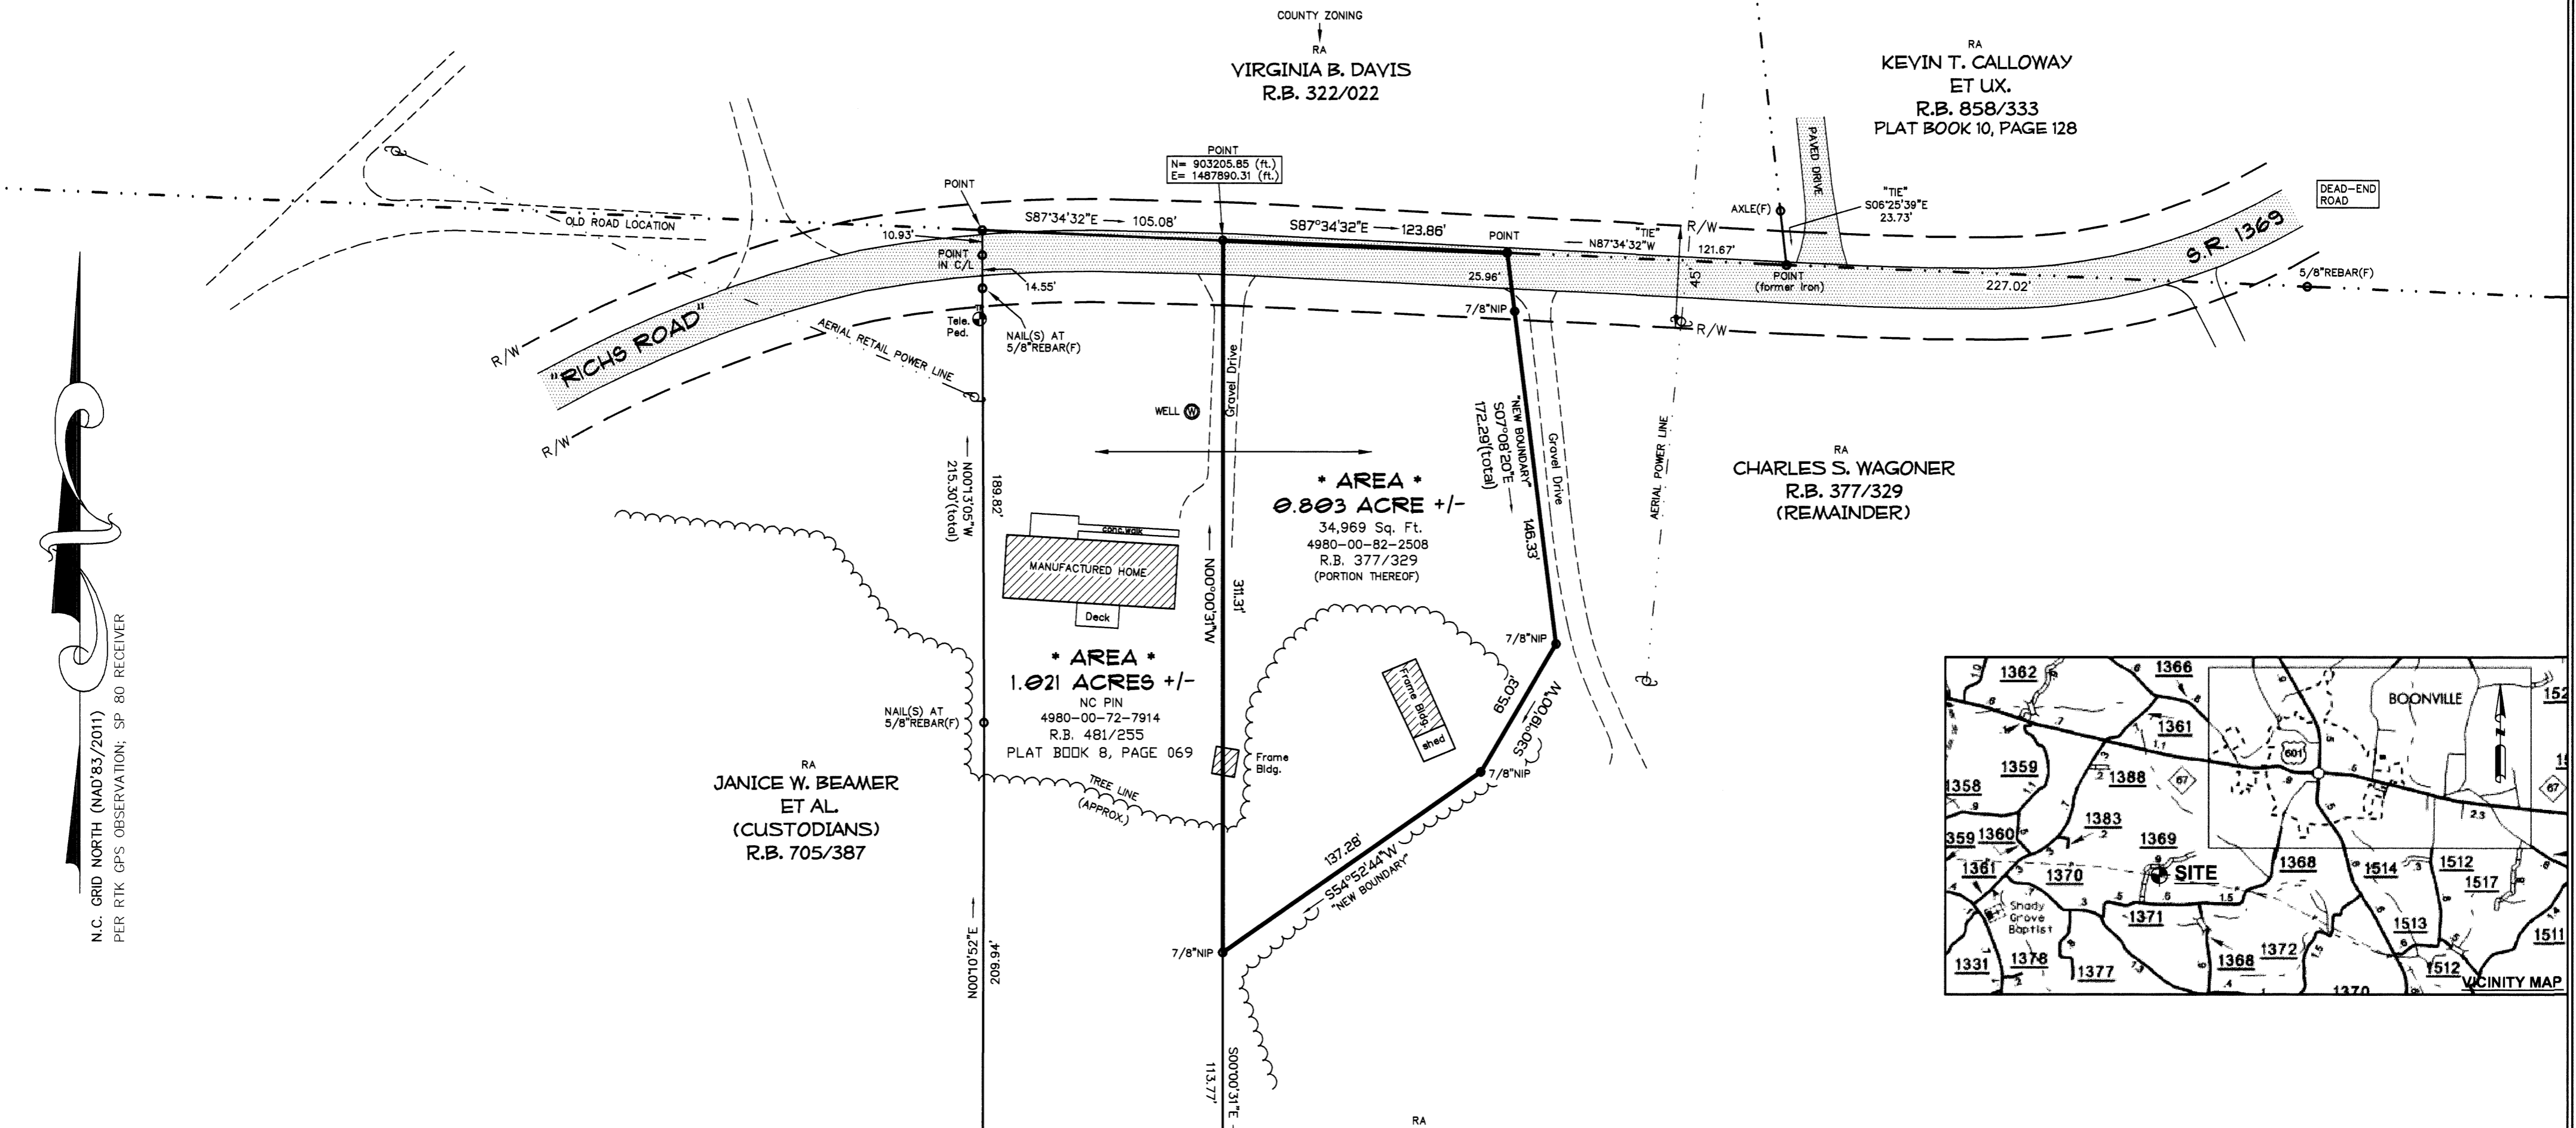 COUNTY ZONING
RA
VIRGINIA B. DAVIS
R.B. 322/022
RA
KEVIN T. CALLOWAY
ET UX.
R.B. 858/333
PLAT BOOK 10, PAGE 128
POINT
N= 903205.85 (ft.)
E= 1487890.31 (ft.)
POINT
OLD ROAD LOCATION
S87°34'32"E
105.08'
S87°34'32"E
123.86'
POINT
"TIE"
N87°34'32"W
121.67'
R/W
45'
AXLE(F)
PAVED DRIVE
"TIE"
S06°25'39"E
23.73'
POINT
(former Iron)
227.02'
S.R. 1369
DEAD-END
ROAD
5/8"REBAR(F)
10.93'
POINT
IN C/L
14.55'
Tele.
Ped.
NAIL(S) AT
5/8"REBAR(F)
25.96'
7/8"NIP
R/W
R/W
"RICHS ROAD"
R/W
AERIAL RETAIL POWER LINE
WELL
W
Gravel Drive
"NEW BOUNDARY"
S07°08'20"E
172.29'(total)
146.33'
Gravel Drive
AERIAL POWER LINE
RA
CHARLES S. WAGONER
R.B. 377/329
(REMAINDER)
N00°13'05"W
215.30'(total)
189.82'
* AREA *
0.803 ACRE +/-
34,969 Sq. Ft.
4980-00-82-2508
R.B. 377/329
(PORTION THEREOF)
conc.walk
MANUFACTURED HOME
Deck
N00°00'31"W
311.31'
* AREA *
1.021 ACRES +/-
NC PIN
4980-00-72-7914
R.B. 481/255
PLAT BOOK 8, PAGE 069
NAIL(S) AT
5/8"REBAR(F)
Frame Bldg.
shed
7/8"NIP
65.03'
S30°19'00"W
7/8"NIP
Frame
Bldg.
TREE LINE
(APPROX.)
RA
JANICE W. BEAMER
ET AL.
(CUSTODIANS)
R.B. 705/387
137.28'
S54°52'44"W
"NEW BOUNDARY"
7/8"NIP
N00°10'52"E
209.94'
S00°00'31"E
113.77'
RA
N.C. GRID NORTH (NAD'83/2011)
PER RTK GPS OBSERVATION; SP 80 RECEIVER
1362
1366
BOONVILLE
152
1361
601
1359
1388
67
67
1358
1383
2.3
359
1360
1369
1361
1370
SITE
1368
1514
1512
1517
Shady
Grove
Baptist
1371
1.5
1513
1511
1331
1378
1377
1368
1372
1512
1370
VICINITY MAP